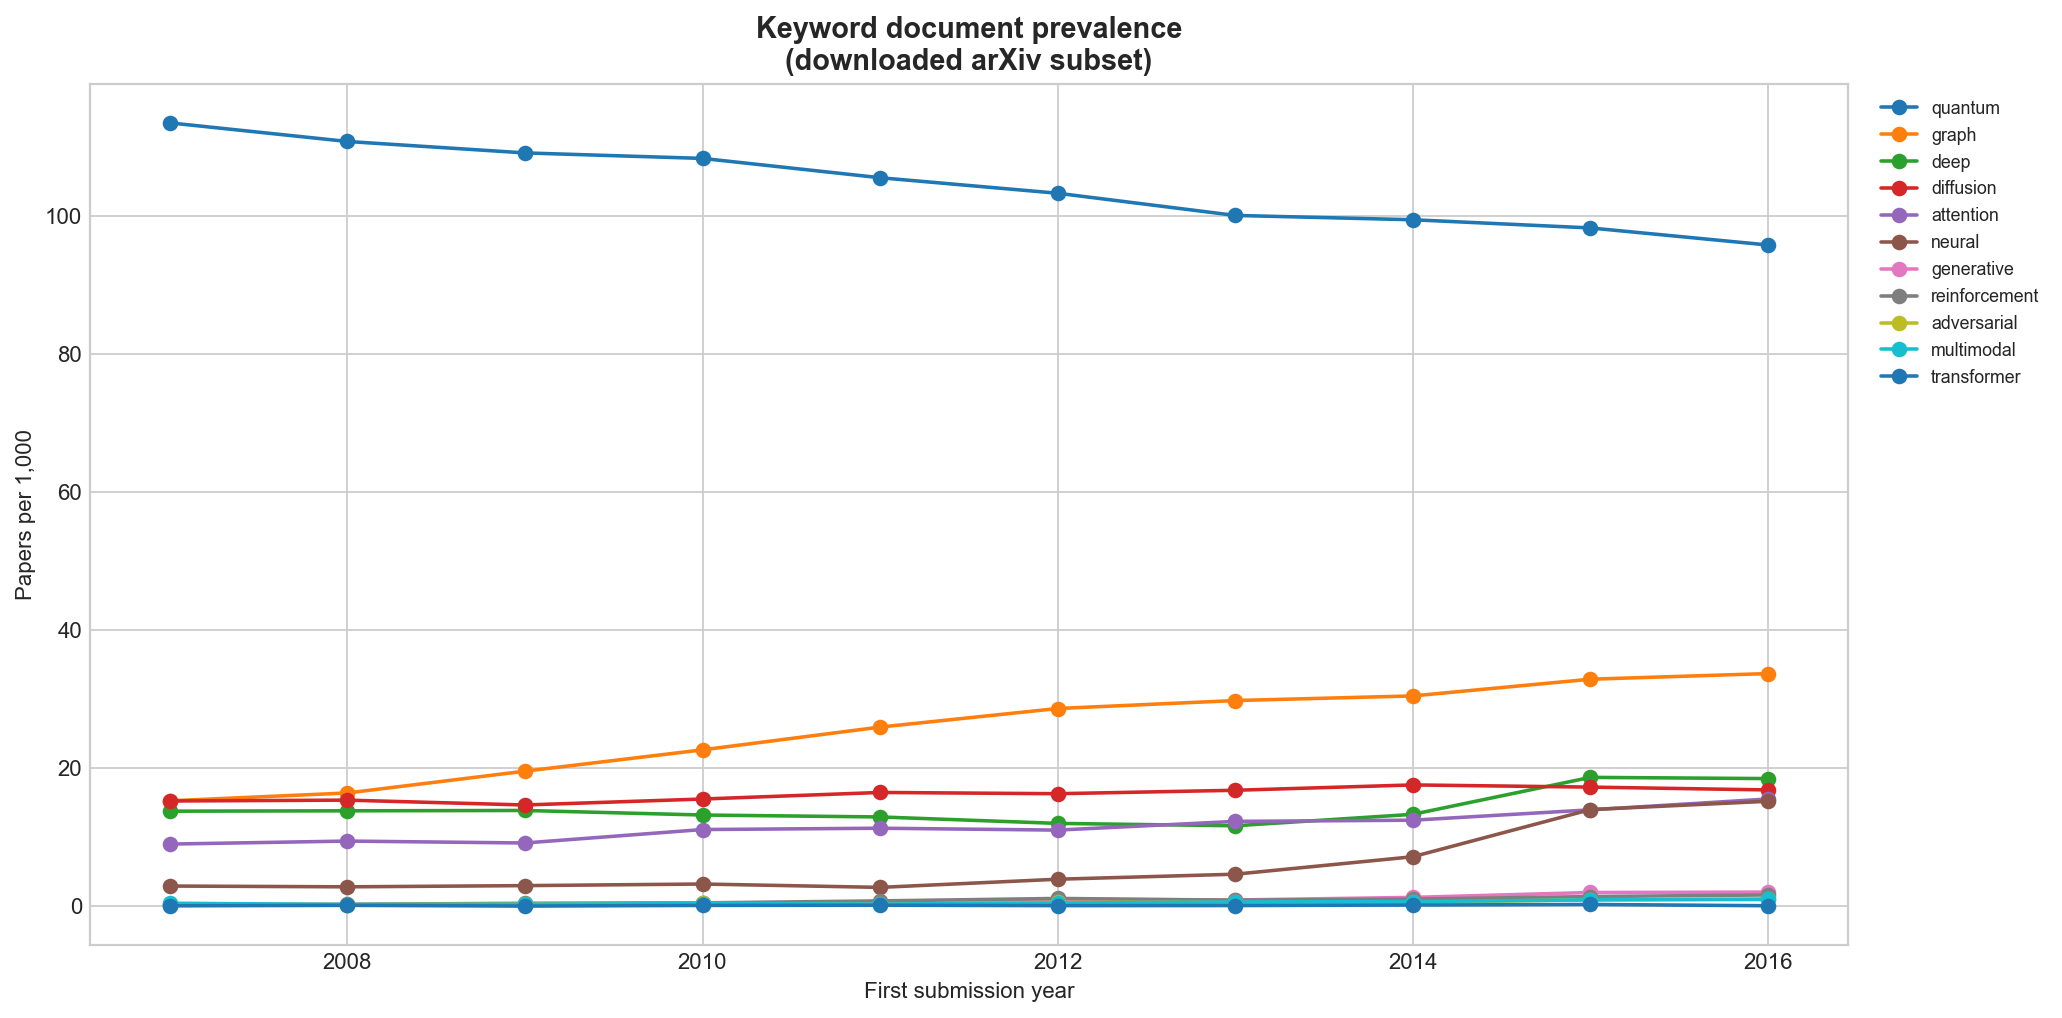 Keyword document prevalence
(downloaded arXiv subset)
Papers per 1,000
100
80
60
40
20
0
2008
2010
2012
2014
2016
First submission year
quantum
graph
deep
diffusion
attention
neural
generative
reinforcement
adversarial
multimodal
transformer